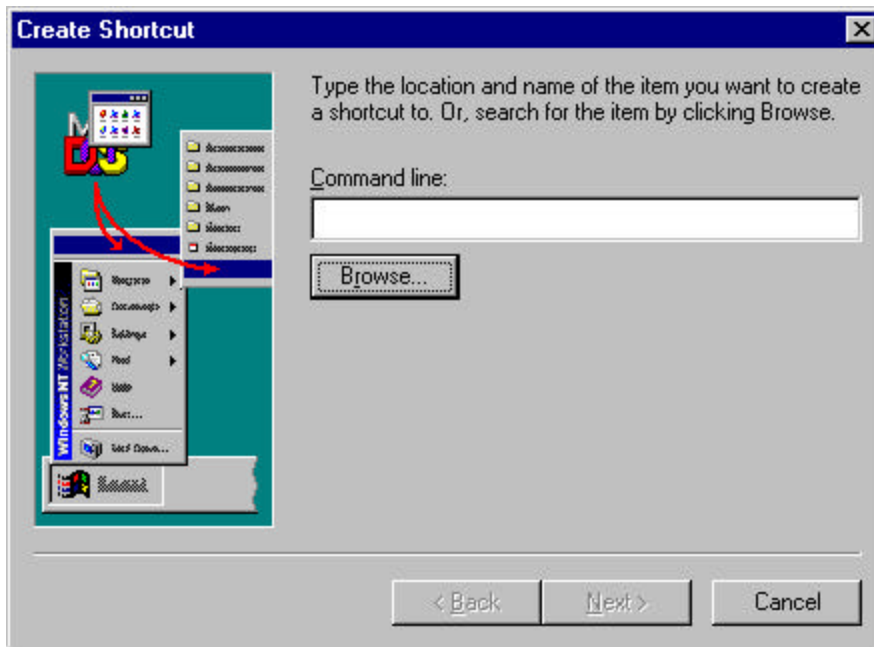 Create Shortcut
Type the location and name of the item you want to create
a shortcut to. Or, search for the item by clicking Browse.
Command line:
Browse...
Windows NT Workstation
< Back
Next >
Cancel